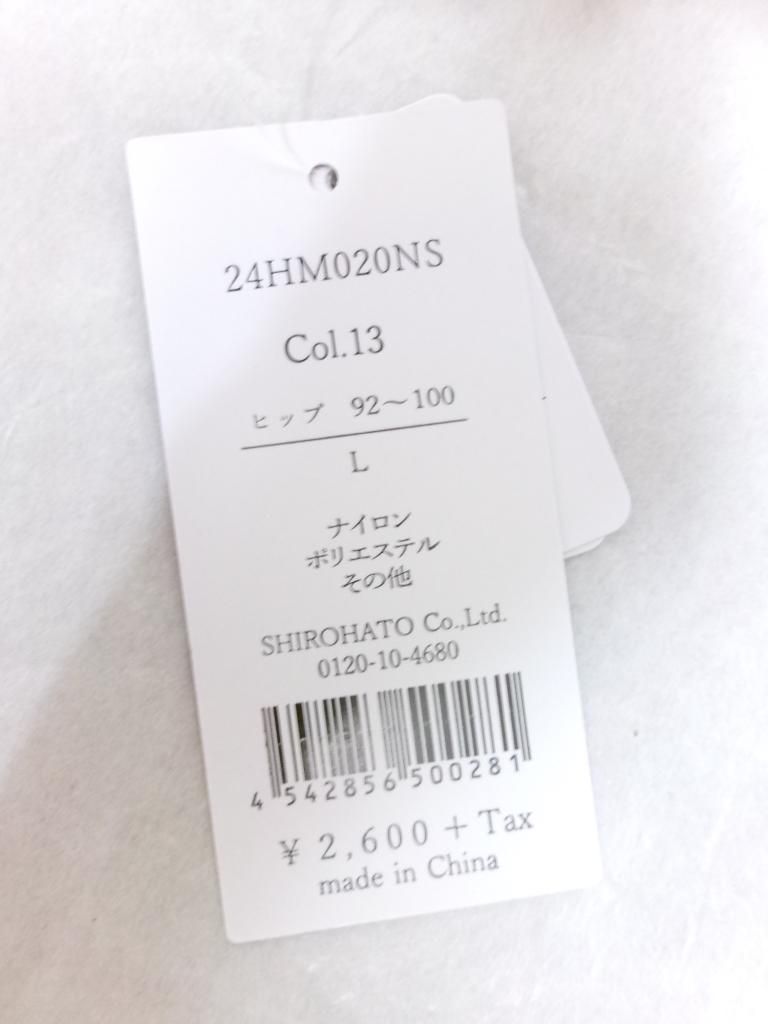 24HM020NS
Col.13
ヒップ 92～100
L
ナイロン
ポリエステル
その他
SHIROHATO Co.,Ltd.
0120-10-4680
4 542856 500281
¥ 2,600 + Tax
made in China